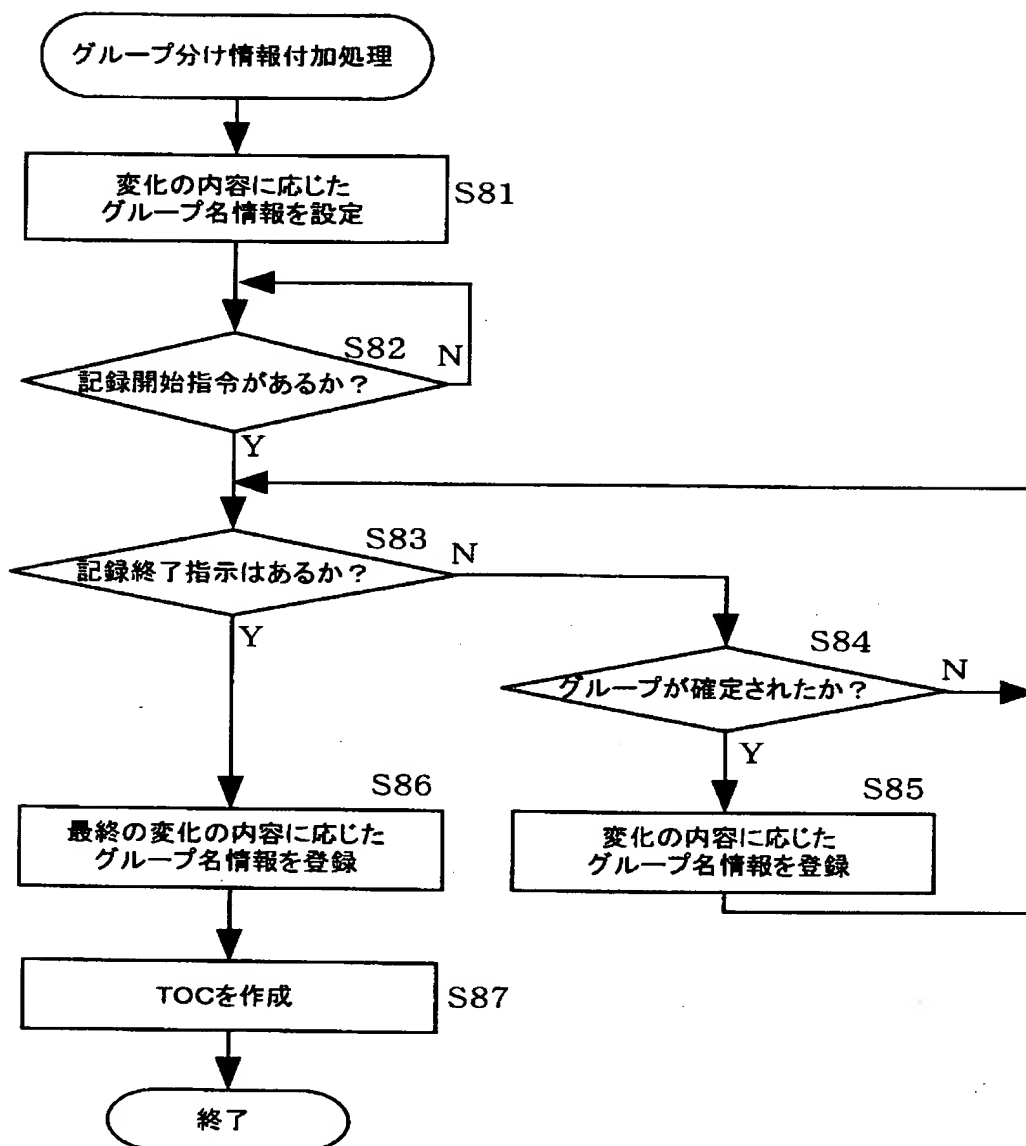 グループ分け情報付加処理
変化の内容に応じた
グループ名情報を設定
S81
S82
N
記録開始指令があるか？
Y
S83
N
記録終了指示はあるか？
Y
S84
N
グループが確定されたか？
Y
S86
最終の変化の内容に応じた
グループ名情報を登録
S85
変化の内容に応じた
グループ名情報を登録
TOCを作成
S87
終了